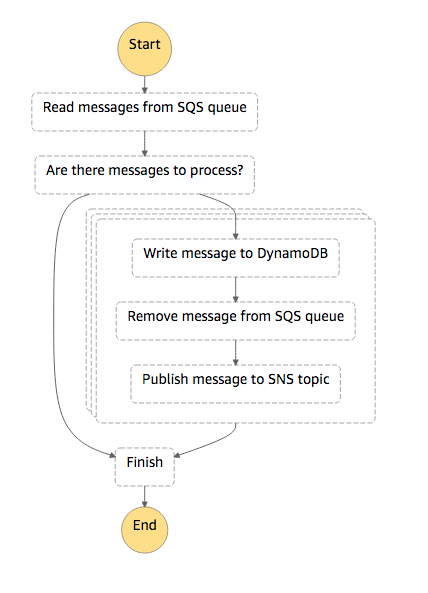 Start
Read messages from SQS queue
Are there messages to process?
Write message to DynamoDB
Remove message from SQS queue
Publish message to SNS topic
Finish
End